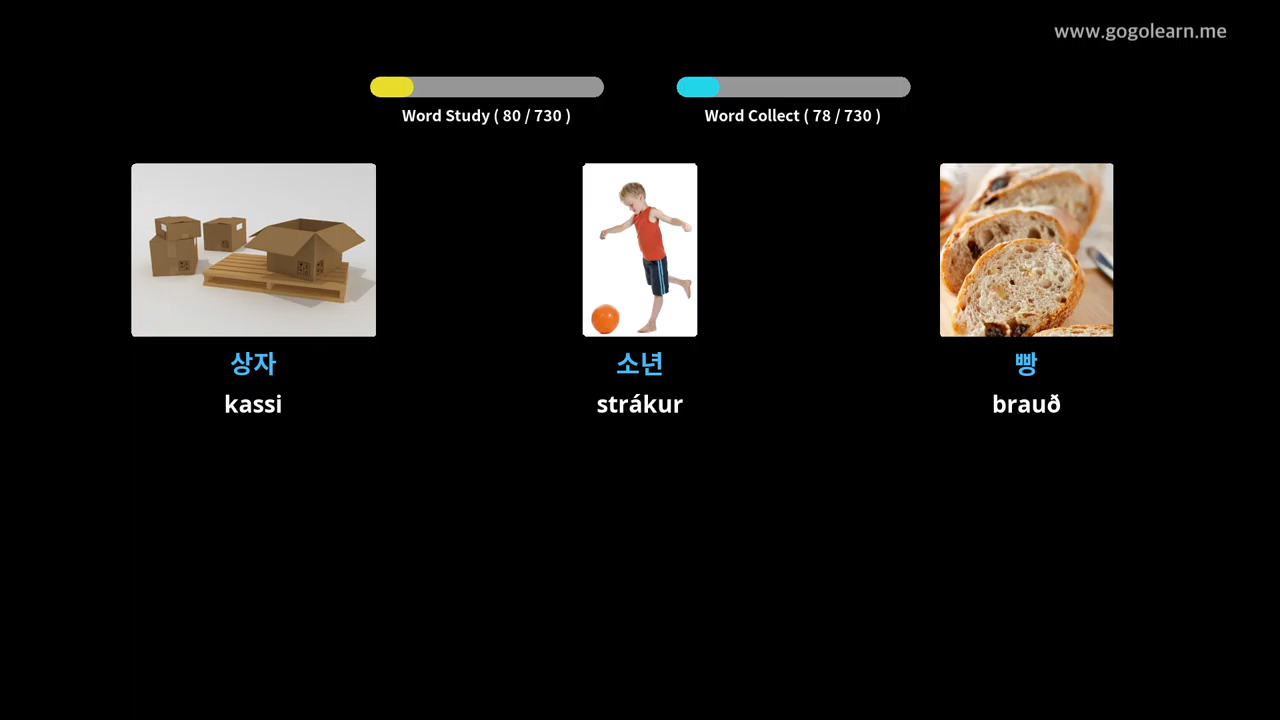 www.gogolearn.me
Word Study ( 80 / 730 )
Word Collect ( 78 / 730 )
상자
소년
빵
kassi
strákur
brauð